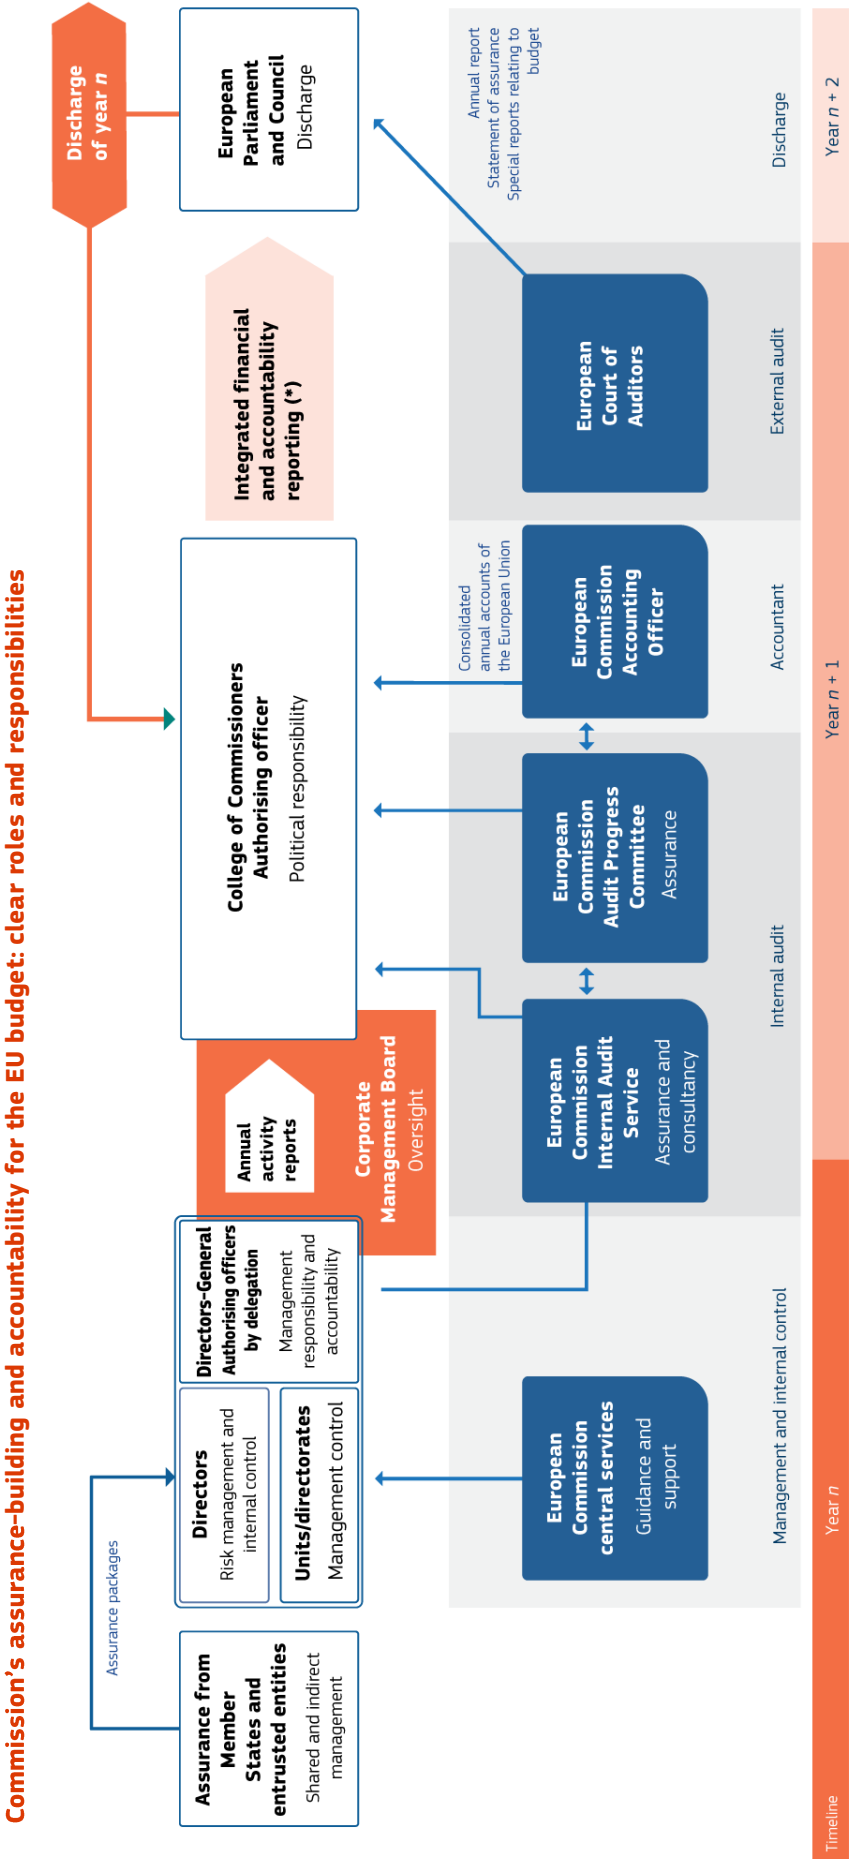 Commission's assurance-building and accountability for the EU budget: clear roles and responsibilities
Assurance packages
Assurance from
Member
States and
entrusted entities
Shared and indirect
management
Directors
Risk management and
internal control
Units/directorates
Management control
Directors-General
Authorising officers
by delegation
Management
responsibility and
accountability
Annual
activity
reports
Corporate
Management Board
Oversight
College of Commissioners
Authorising officer
Political responsibility
Integrated financial
and accountability
reporting (*)
Discharge
of year n
European
Parliament
and Council
Discharge
European
Commission
central services
Guidance and
support
Management and internal control
European
Commission
Internal Audit
Service
Assurance and
consultancy
European
Commission
Audit Progress
Committee
Assurance
Internal audit
Consolidated
annual accounts of
the European Union
European
Commission
Accounting
Officer
Accountant
European
Court of
Auditors
External audit
Annual report
Statement of assurance
Special reports relating to
budget
Discharge
Timeline
Year n
Year n + 1
Year n + 2